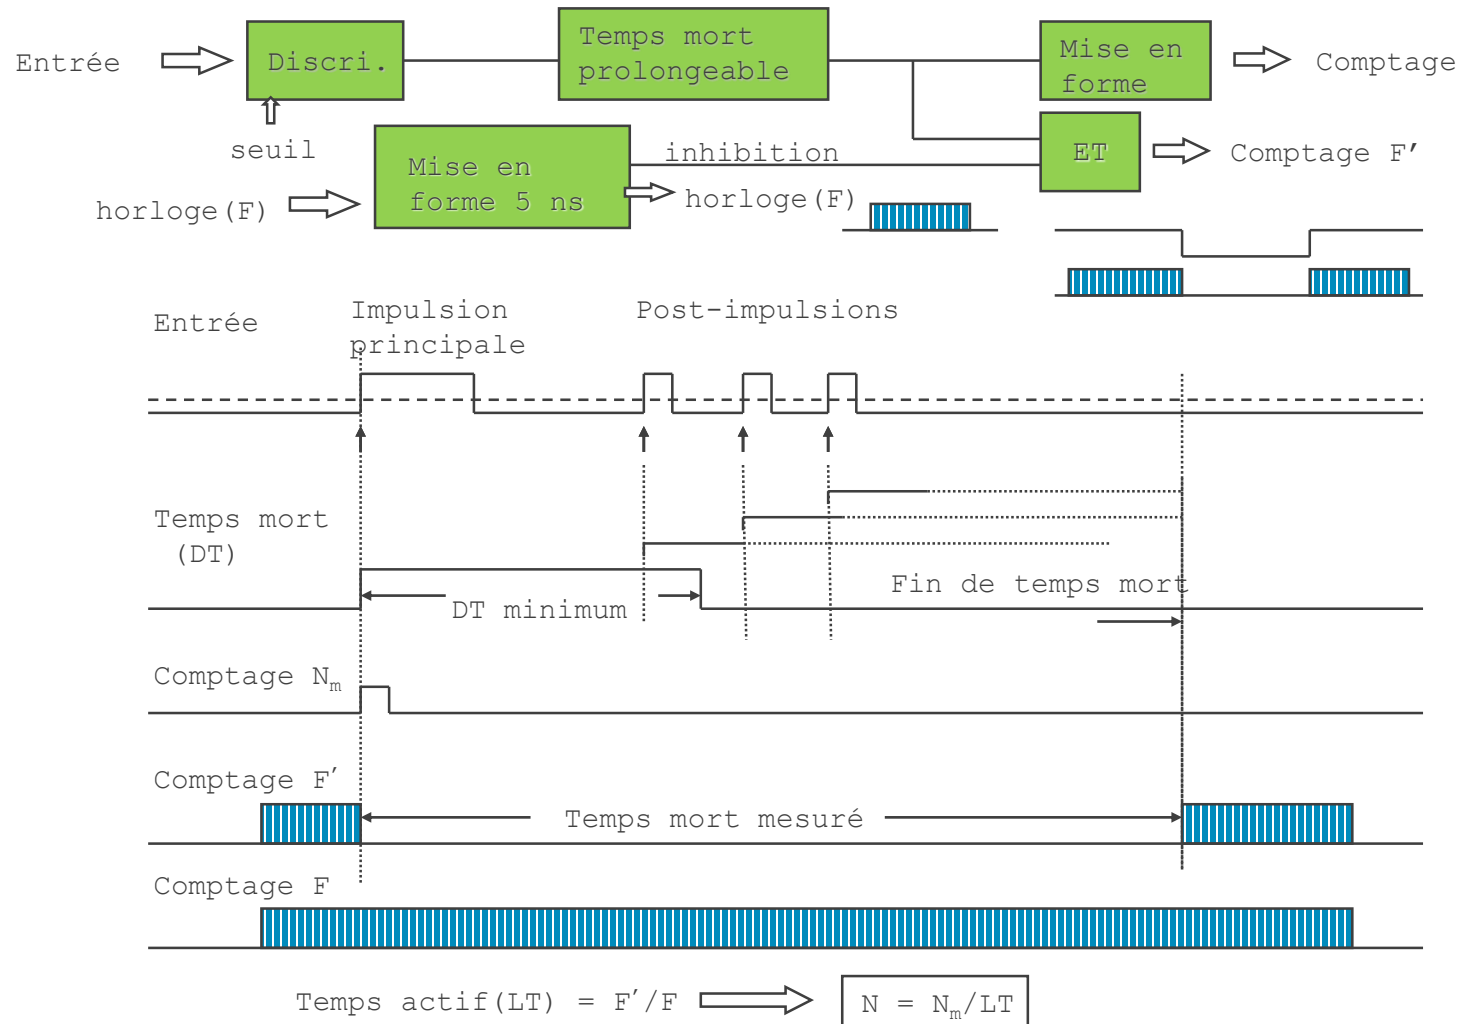 Entrée
Discri.
Temps mort
prolongeable
Mise en
forme
Comptage
seuil
Mise en
forme 5 ns
inhibition
ET
Comptage F'
horloge(F)
horloge(F)
Entrée
Impulsion
principale
Post-impulsions
Temps mort
(DT)
DT minimum
Fin de temps mort
Comptage Nm
Comptage F'
Temps mort mesuré
Comptage F
Temps actif(LT) = F'/F
N = Nm/LT